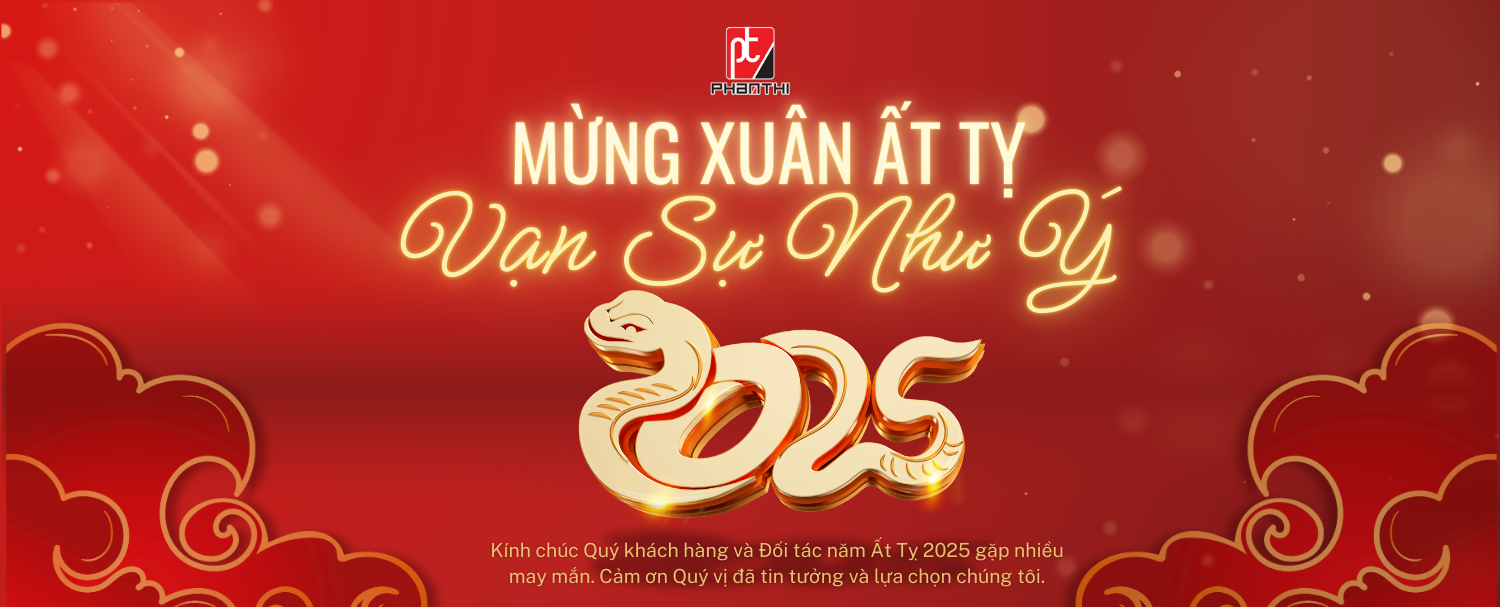 pt
PHANTHI
MỪNG XUÂN ẤT TỴ
Vạn Sự Như Ý
2025
Kính chúc Quý khách hàng và Đối tác năm Ất Tỵ 2025 gặp nhiều
may mắn. Cảm ơn Quý vị đã tin tưởng và lựa chọn chúng tôi.